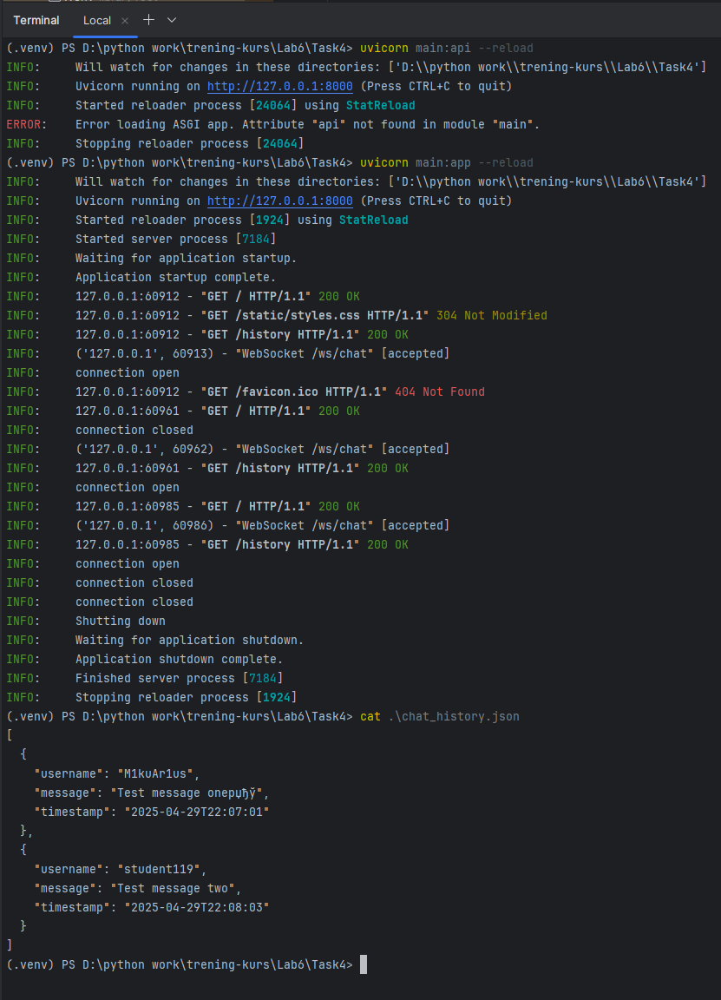 Terminal Local × +
(.venv) PS D:\python work\trening-kurs\Lab6\Task4> uvicorn main:api --reload
INFO:     Will watch for changes in these directories: ['D:\\python work\\trening-kurs\\Lab6\\Task4']
INFO:     Uvicorn running on http://127.0.0.1:8000 (Press CTRL+C to quit)
INFO:     Started reloader process [24064] using StatReload
ERROR:    Error loading ASGI app. Attribute "api" not found in module "main".
INFO:     Stopping reloader process [24064]
(.venv) PS D:\python work\trening-kurs\Lab6\Task4> uvicorn main:app --reload
INFO:     Will watch for changes in these directories: ['D:\\python work\\trening-kurs\\Lab6\\Task4']
INFO:     Uvicorn running on http://127.0.0.1:8000 (Press CTRL+C to quit)
INFO:     Started reloader process [1924] using StatReload
INFO:     Started server process [7184]
INFO:     Waiting for application startup.
INFO:     Application startup complete.
INFO:     127.0.0.1:60912 - "GET / HTTP/1.1" 200 OK
INFO:     127.0.0.1:60912 - "GET /static/styles.css HTTP/1.1" 304 Not Modified
INFO:     127.0.0.1:60912 - "GET /history HTTP/1.1" 200 OK
INFO:     ('127.0.0.1', 60913) - "WebSocket /ws/chat" [accepted]
INFO:     connection open
INFO:     127.0.0.1:60912 - "GET /favicon.ico HTTP/1.1" 404 Not Found
INFO:     127.0.0.1:60961 - "GET / HTTP/1.1" 200 OK
INFO:     connection closed
INFO:     ('127.0.0.1', 60962) - "WebSocket /ws/chat" [accepted]
INFO:     127.0.0.1:60961 - "GET /history HTTP/1.1" 200 OK
INFO:     connection open
INFO:     127.0.0.1:60985 - "GET / HTTP/1.1" 200 OK
INFO:     ('127.0.0.1', 60986) - "WebSocket /ws/chat" [accepted]
INFO:     127.0.0.1:60985 - "GET /history HTTP/1.1" 200 OK
INFO:     connection open
INFO:     connection closed
INFO:     connection closed
INFO:     Shutting down
INFO:     Waiting for application shutdown.
INFO:     Application shutdown complete.
INFO:     Finished server process [7184]
INFO:     Stopping reloader process [1924]
(.venv) PS D:\python work\trening-kurs\Lab6\Task4> cat .\chat_history.json
[
  {
    "username": "M1kuAr1us",
    "message": "Test message oneрџђў",
    "timestamp": "2025-04-29T22:07:01"
  },
  {
    "username": "student119",
    "message": "Test message two",
    "timestamp": "2025-04-29T22:08:03"
  }
]
(.venv) PS D:\python work\trening-kurs\Lab6\Task4>